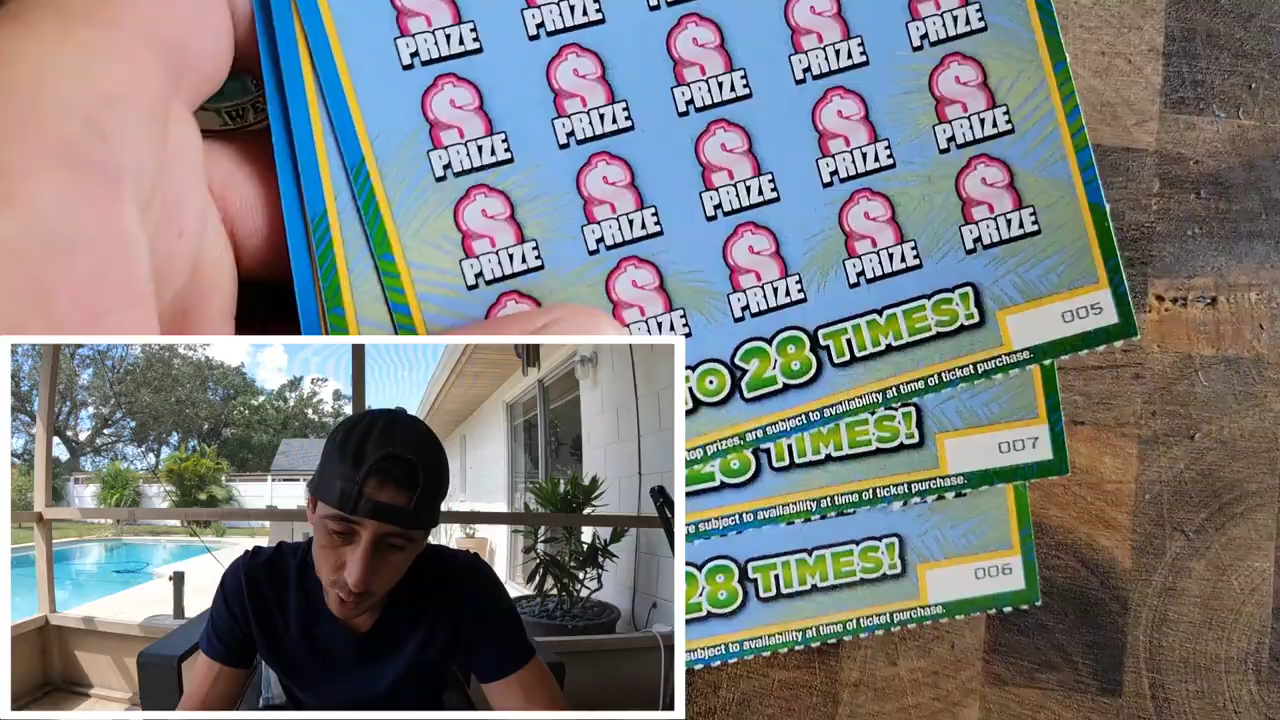 PRIZE PRIZE PRIZE PRIZE
PRIZE PRIZE PRIZE PRIZE PRIZE
PRIZE PRIZE PRIZE PRIZE PRIZE
PRIZE PRIZE PRIZE
TO 28 TIMES!
005
top prizes, are subject to availability at time of ticket purchase.
28 TIMES!
007
are subject to availability at time of ticket purchase.
28 TIMES!
006
subject to availability at time of ticket purchase.